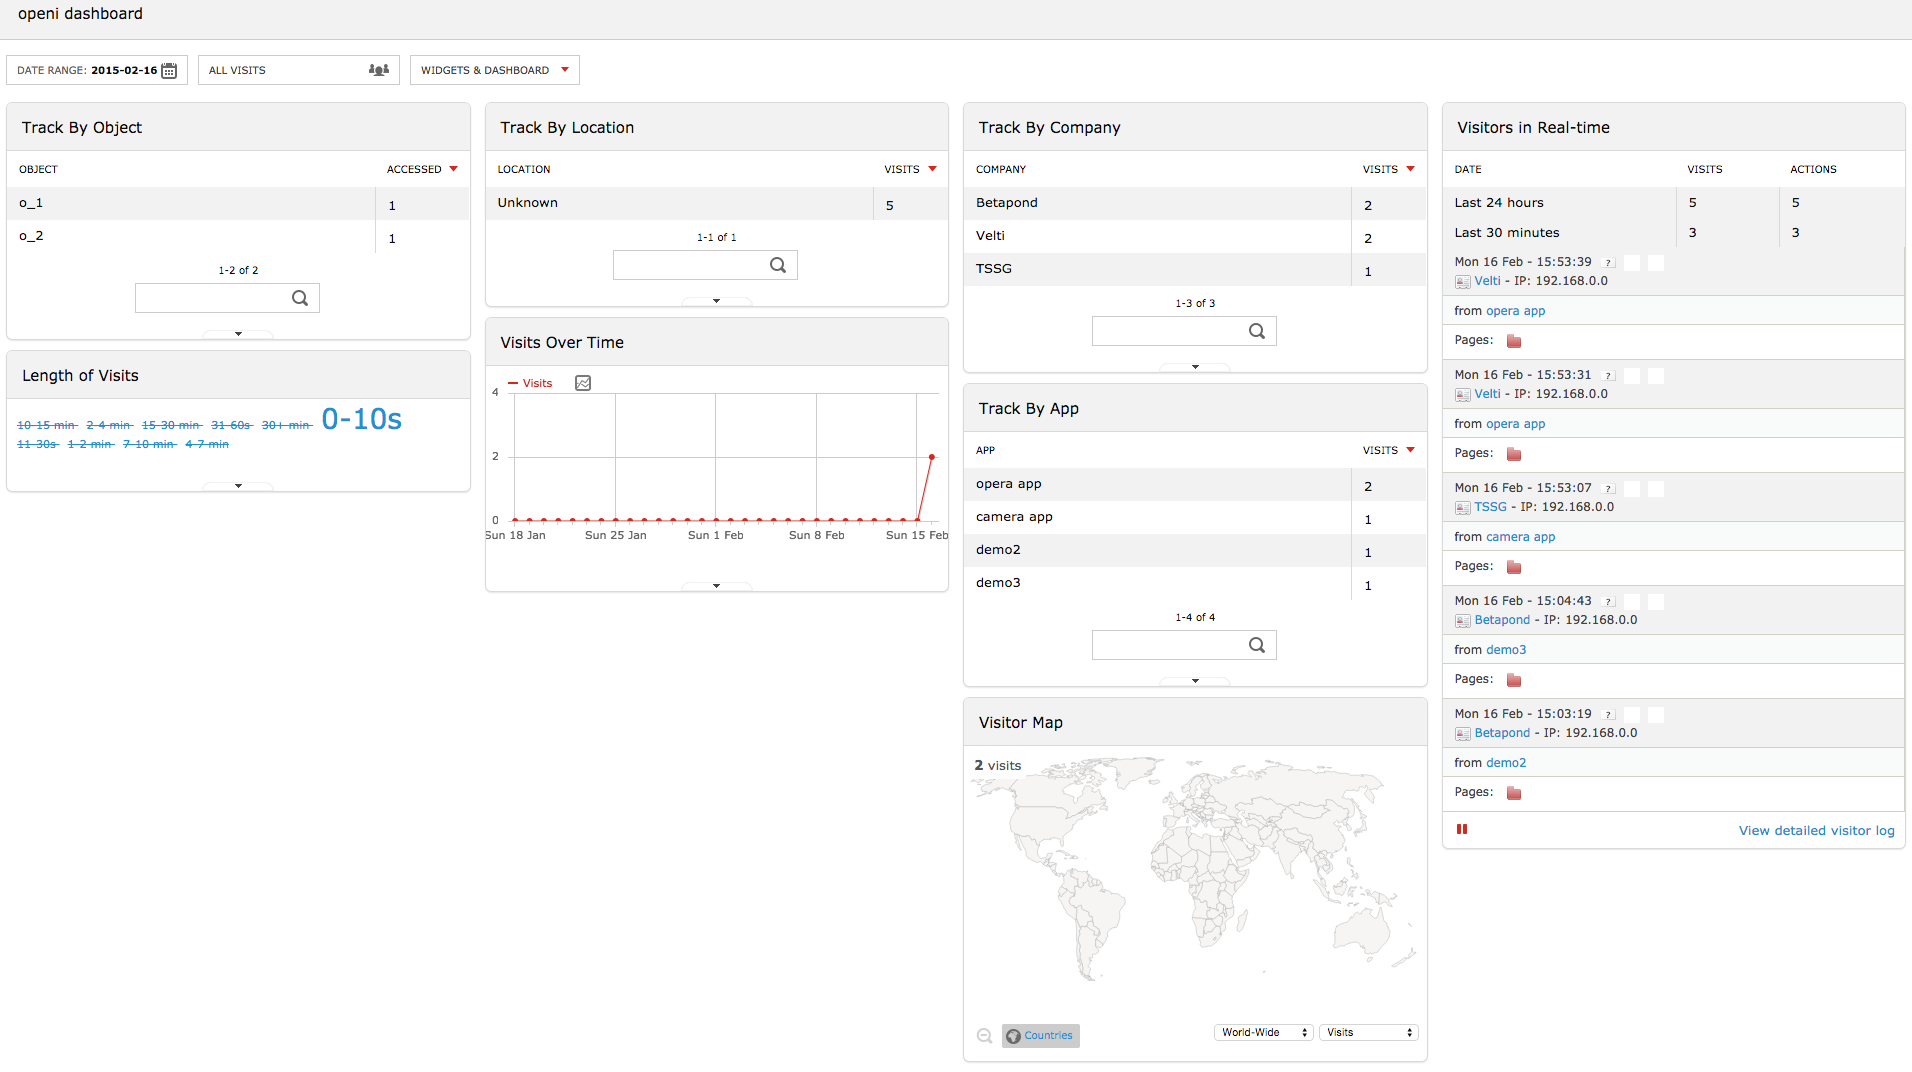 openi dashboard
DATE RANGE: 2015-02-16
ALL VISITS
WIDGETS & DASHBOARD
Track By Object
OBJECT ACCESSED
o_1 1
o_2 1
1-2 of 2
Length of Visits
10-15 min 2-4 min 15-30 min 31-60s 30+ min 0-10s
11-30s 1-2 min 7-10 min 4-7 min
Track By Location
LOCATION VISITS
Unknown 5
1-1 of 1
Visits Over Time
Visits
4
2
0
Sun 18 Jan Sun 25 Jan Sun 1 Feb Sun 8 Feb Sun 15 Feb
Track By Company
COMPANY VISITS
Betapond 2
Velti 2
TSSG 1
1-3 of 3
Track By App
APP VISITS
opera app 2
camera app 1
demo2 1
demo3 1
1-4 of 4
Visitor Map
2 visits
Countries
World-Wide
Visits
Visitors in Real-time
DATE VISITS ACTIONS
Last 24 hours 5 5
Last 30 minutes 3 3
Mon 16 Feb - 15:53:39 ?
Velti - IP: 192.168.0.0
from opera app
Pages:
Mon 16 Feb - 15:53:31 ?
Velti - IP: 192.168.0.0
from opera app
Pages:
Mon 16 Feb - 15:53:07 ?
TSSG - IP: 192.168.0.0
from camera app
Pages:
Mon 16 Feb - 15:04:43 ?
Betapond - IP: 192.168.0.0
from demo3
Pages:
Mon 16 Feb - 15:03:19 ?
Betapond - IP: 192.168.0.0
from demo2
Pages:
View detailed visitor log